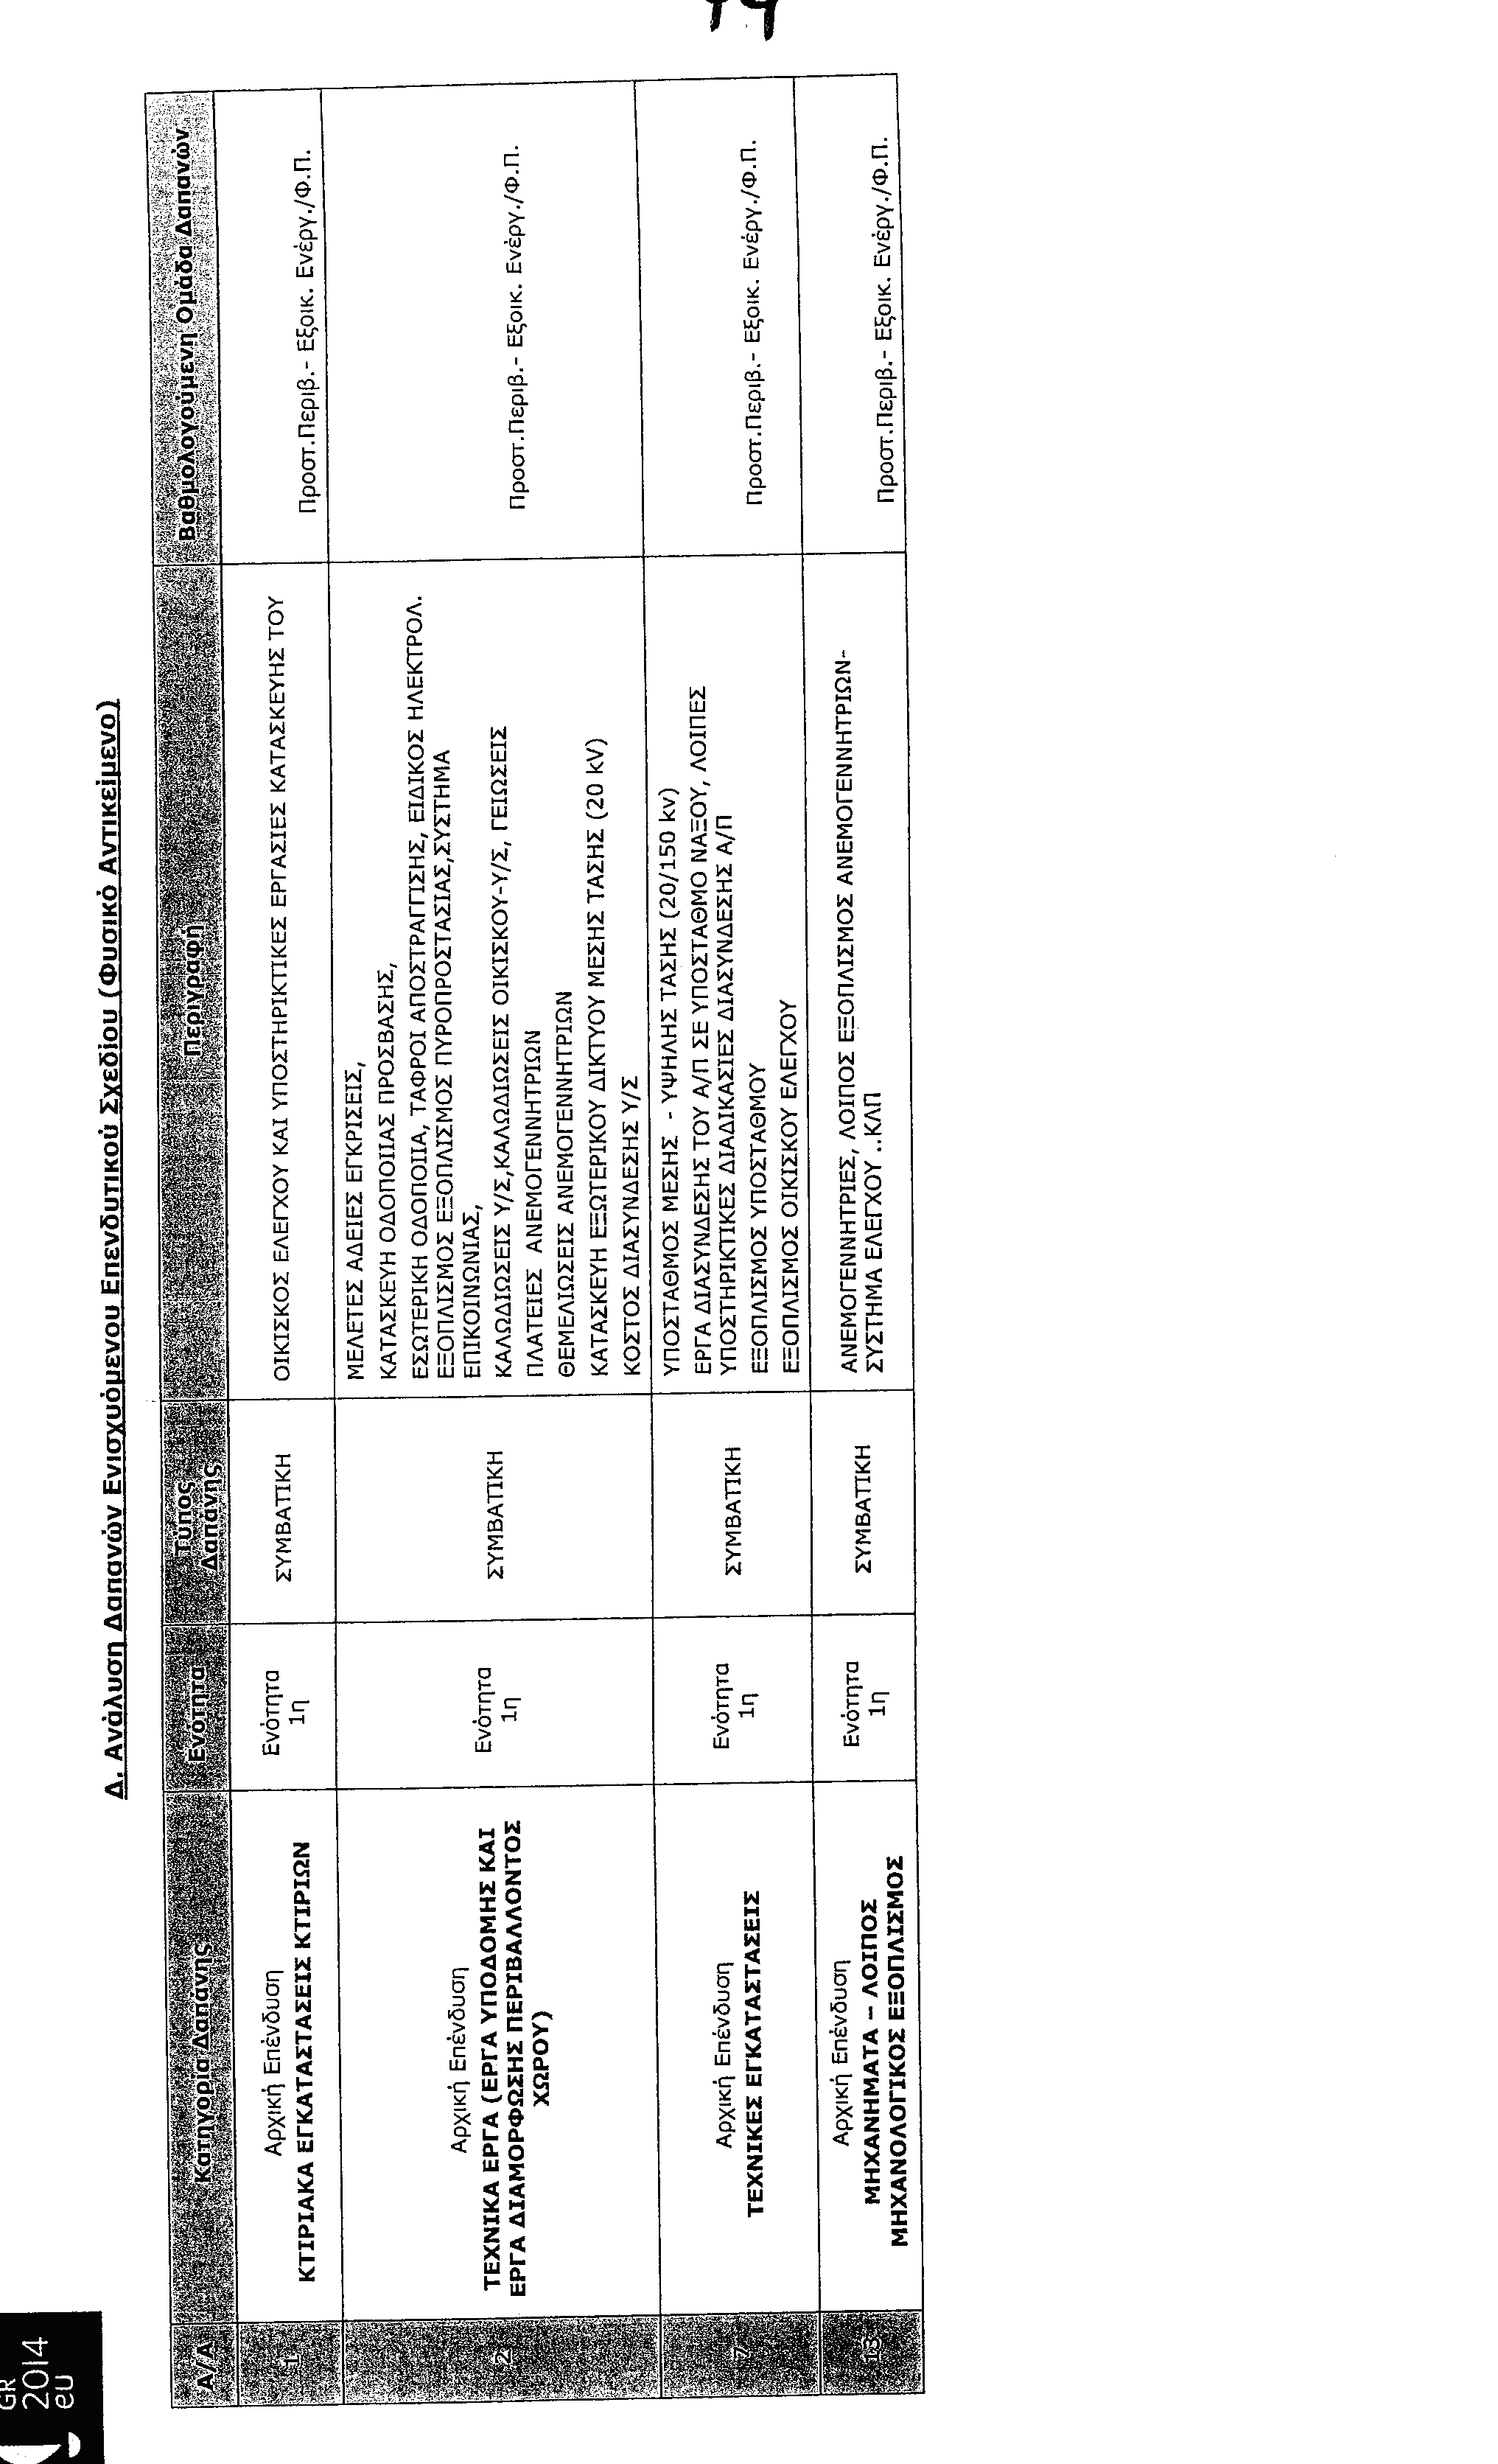 GR
2014
eu
Δ. Ανάλυση Δαπανών Ενισχυόμενου Επενδυτικού Σχεδίου (Φυσικό Αντικείμενο)
Α/Α
Κατηγορία Δαπάνης
Ενότητα
Τύπος
Δαπάνης
Περιγραφή
Βαθμολογούμενη Ομάδα Δαπανών
1
Αρχική Επένδυση
ΚΤΙΡΙΑΚΑ ΕΓΚΑΤΑΣΤΑΣΕΙΣ ΚΤΙΡΙΩΝ
Ενότητα
1η
ΣΥΜΒΑΤΙΚΗ
ΟΙΚΙΣΚΟΣ ΕΛΕΓΧΟΥ ΚΑΙ ΥΠΟΣΤΗΡΙΚΤΙΚΕΣ ΕΡΓΑΣΙΕΣ ΚΑΤΑΣΚΕΥΗΣ ΤΟΥ
Προστ.Περιβ.- Εξοικ. Ενέργ./Φ.Π.
2
Αρχική Επένδυση
ΤΕΧΝΙΚΑ ΕΡΓΑ (ΕΡΓΑ ΥΠΟΔΟΜΗΣ ΚΑΙ
ΕΡΓΑ ΔΙΑΜΟΡΦΩΣΗΣ ΠΕΡΙΒΑΛΛΟΝΤΟΣ
ΧΩΡΟΥ)
Ενότητα
1η
ΣΥΜΒΑΤΙΚΗ
ΜΕΛΕΤΕΣ ΑΔΕΙΕΣ ΕΓΚΡΙΣΕΙΣ,
ΚΑΤΑΣΚΕΥΗ ΟΔΟΠΟΙΙΑΣ ΠΡΟΣΒΑΣΗΣ,
ΕΣΩΤΕΡΙΚΗ ΟΔΟΠΟΙΙΑ, ΤΑΦΡΟΙ ΑΠΟΣΤΡΑΓΓΙΣΗΣ, ΕΙΔΙΚΟΣ ΗΛΕΚΤΡΟΛ.
ΕΞΟΠΛΙΣΜΟΣ ΕΞΟΠΛΙΣΜΟΣ ΠΥΡΟΠΡΟΣΤΑΣΙΑΣ,ΣΥΣΤΗΜΑ
ΕΠΙΚΟΙΝΩΝΙΑΣ,
ΚΑΛΩΔΙΩΣΕΙΣ Υ/Σ,ΚΑΛΩΔΙΩΣΕΙΣ ΟΙΚΙΣΚΟΥ-Υ/Σ, ΓΕΙΩΣΕΙΣ
ΠΛΑΤΕΙΕΣ ΑΝΕΜΟΓΕΝΝΗΤΡΙΩΝ
ΘΕΜΕΛΙΩΣΕΙΣ ΑΝΕΜΟΓΕΝΝΗΤΡΙΩΝ
ΚΑΤΑΣΚΕΥΗ ΕΞΩΤΕΡΙΚΟΥ ΔΙΚΤΥΟΥ ΜΕΣΗΣ ΤΑΣΗΣ (20 KV)
ΚΟΣΤΟΣ ΔΙΑΣΥΝΔΕΣΗΣ Υ/Σ
Προστ.Περιβ.- Εξοικ. Ενέργ./Φ.Π.
7
Αρχική Επένδυση
ΤΕΧΝΙΚΕΣ ΕΓΚΑΤΑΣΤΑΣΕΙΣ
Ενότητα
1η
ΣΥΜΒΑΤΙΚΗ
ΥΠΟΣΤΑΘΜΟΣ ΜΕΣΗΣ - ΥΨΗΛΗΣ ΤΑΣΗΣ (20/150 kv)
ΕΡΓΑ ΔΙΑΣΥΝΔΕΣΗΣ ΤΟΥ Α/Π ΣΕ ΥΠΟΣΤΑΘΜΟ ΝΑΞΟΥ, ΛΟΙΠΕΣ
ΥΠΟΣΤΗΡΙΚΤΙΚΕΣ ΔΙΑΔΙΚΑΣΙΕΣ ΔΙΑΣΥΝΔΕΣΗΣ Α/Π
ΕΞΟΠΛΙΣΜΟΣ ΥΠΟΣΤΑΘΜΟΥ
ΕΞΟΠΛΙΣΜΟΣ ΟΙΚΙΣΚΟΥ ΕΛΕΓΧΟΥ
Προστ.Περιβ.- Εξοικ. Ενέργ./Φ.Π.
13
Αρχική Επένδυση
ΜΗΧΑΝΗΜΑΤΑ – ΛΟΙΠΟΣ
ΜΗΧΑΝΟΛΟΓΙΚΟΣ ΕΞΟΠΛΙΣΜΟΣ
Ενότητα
1η
ΣΥΜΒΑΤΙΚΗ
ΑΝΕΜΟΓΕΝΝΗΤΡΙΕΣ, ΛΟΙΠΟΣ ΕΞΟΠΛΙΣΜΟΣ ΑΝΕΜΟΓΕΝΝΗΤΡΙΩΝ-
ΣΥΣΤΗΜΑ ΕΛΕΓΧΟΥ ..ΚΛΠ
Προστ.Περιβ.- Εξοικ. Ενέργ./Φ.Π.